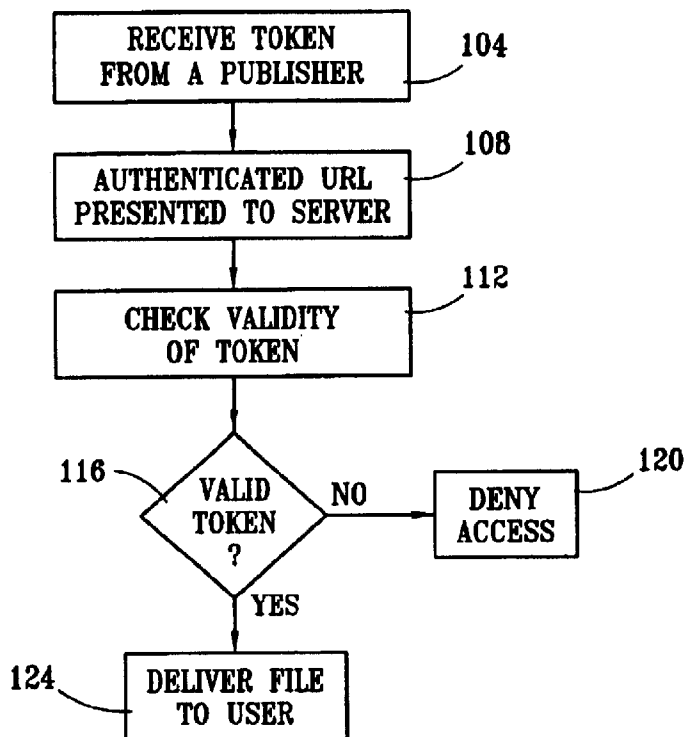 RECEIVE TOKEN
FROM A PUBLISHER
104
108
AUTHENTICATED URL
PRESENTED TO SERVER
112
CHECK VALIDITY
OF TOKEN
116
VALID
TOKEN
?
NO
120
DENY
ACCESS
YES
124
DELIVER FILE
TO USER